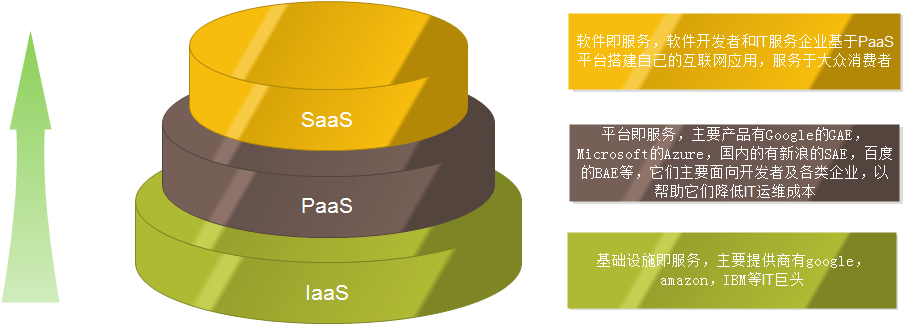 SaaS
软件即服务，软件开发者和IT服务企业基于PaaS
平台搭建自己的互联网应用，服务于大众消费者
PaaS
平台即服务，主要产品有Google的GAE，
Microsoft的Azure，国内的有新浪的SAE，百度
的BAE等，它们主要面向开发者及各类企业，以
帮助它们降低IT运维成本
IaaS
基础设施即服务，主要提供商有google，
amazon，IBM等IT巨头